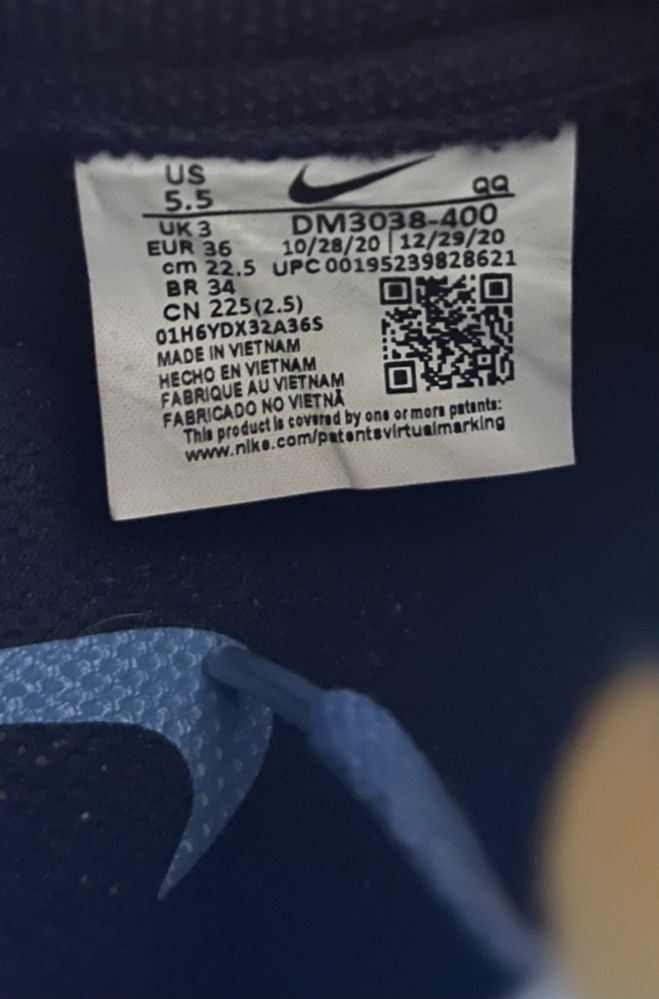 US
5.5
QQ
UK 3
DM3038-400
EUR 36
10/28/20 | 12/29/20
cm 22.5
UPC 00195239828621
BR 34
CN 225(2.5)
01H6YDX32A36S
MADE IN VIETNAM
HECHO EN VIETNAM
FABRIQUE AU VIETNAM
FABRICADO NO VIETNÃ
This product is covered by one or more patents:
www.nike.com/patentsvirtualmarking